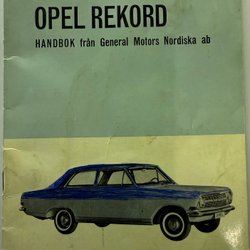 OPEL REKORD
HANDBOK från General Motors Nordiska ab